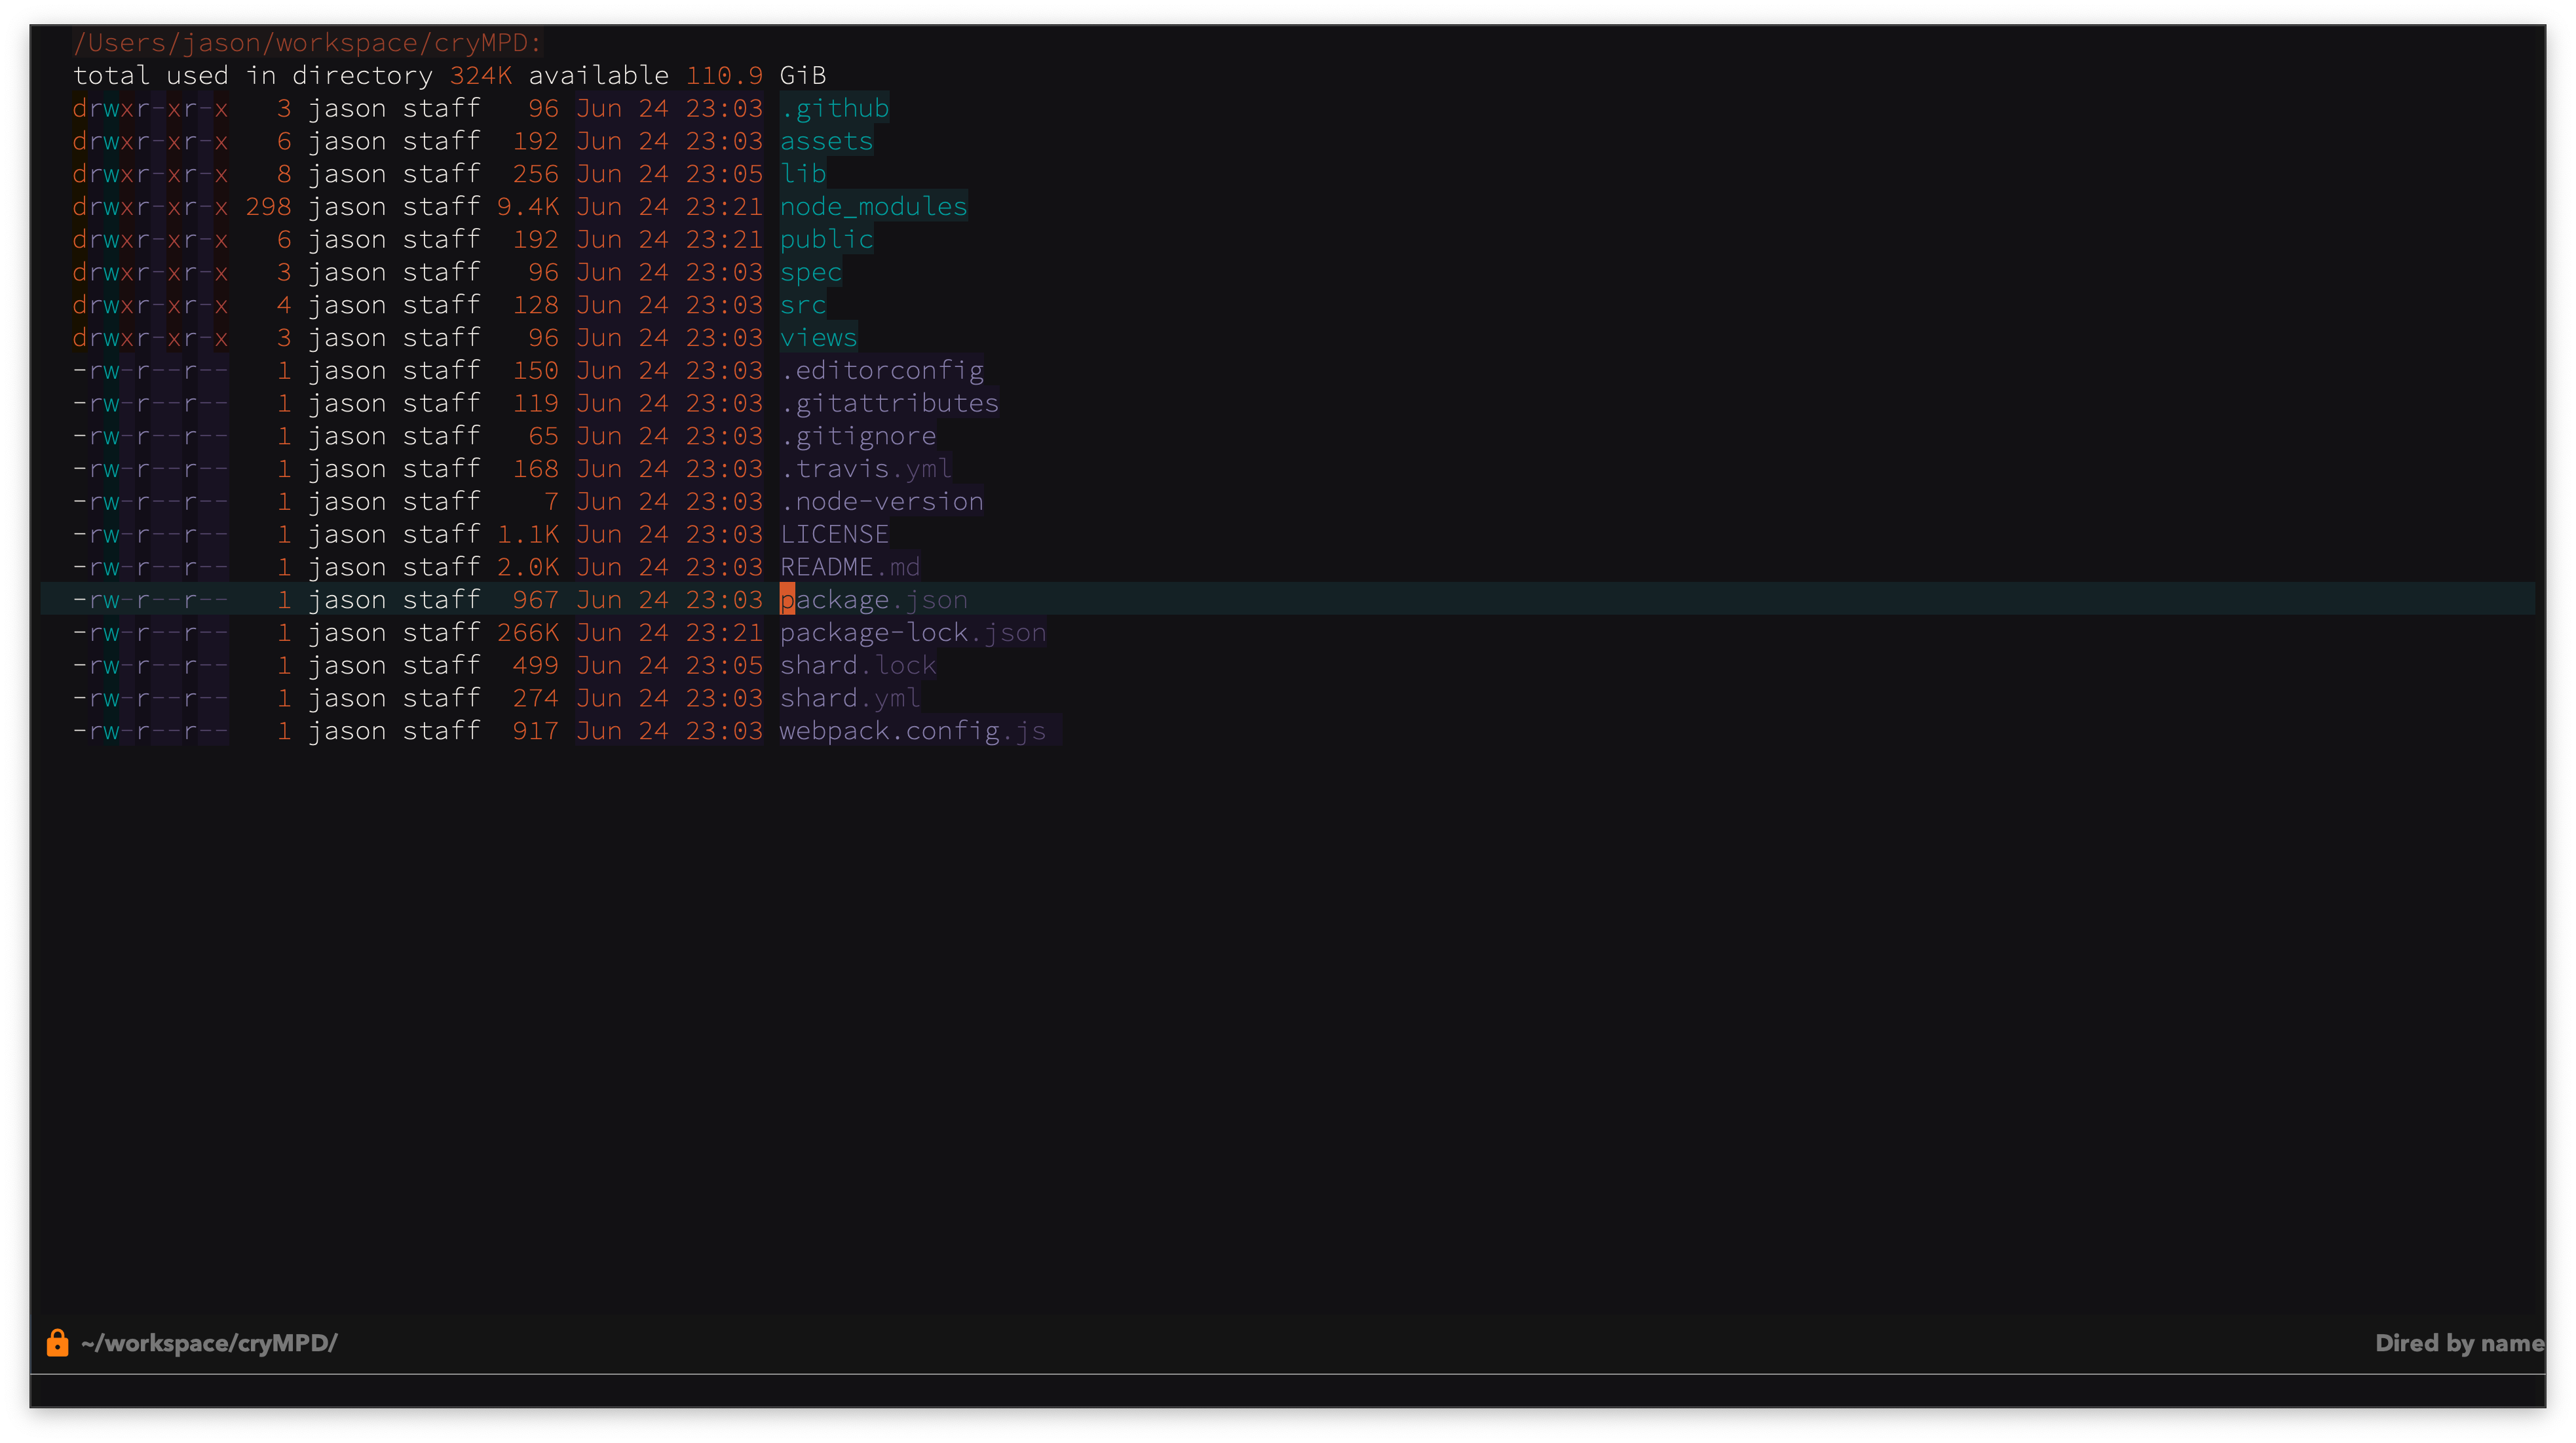 /Users/jason/workspace/cryMPD:
total used in directory 324K available 110.9 GiB
drwxr-xr-x   3 jason staff   96 Jun 24 23:03 .github
drwxr-xr-x   6 jason staff  192 Jun 24 23:03 assets
drwxr-xr-x   8 jason staff  256 Jun 24 23:05 lib
drwxr-xr-x 298 jason staff 9.4K Jun 24 23:21 node_modules
drwxr-xr-x   6 jason staff  192 Jun 24 23:21 public
drwxr-xr-x   3 jason staff   96 Jun 24 23:03 spec
drwxr-xr-x   4 jason staff  128 Jun 24 23:03 src
drwxr-xr-x   3 jason staff   96 Jun 24 23:03 views
-rw-r--r--   1 jason staff  150 Jun 24 23:03 .editorconfig
-rw-r--r--   1 jason staff  119 Jun 24 23:03 .gitattributes
-rw-r--r--   1 jason staff   65 Jun 24 23:03 .gitignore
-rw-r--r--   1 jason staff  168 Jun 24 23:03 .travis.yml
-rw-r--r--   1 jason staff    7 Jun 24 23:03 .node-version
-rw-r--r--   1 jason staff 1.1K Jun 24 23:03 LICENSE
-rw-r--r--   1 jason staff 2.0K Jun 24 23:03 README.md
-rw-r--r--   1 jason staff  967 Jun 24 23:03 package.json
-rw-r--r--   1 jason staff 266K Jun 24 23:21 package-lock.json
-rw-r--r--   1 jason staff  499 Jun 24 23:05 shard.lock
-rw-r--r--   1 jason staff  274 Jun 24 23:03 shard.yml
-rw-r--r--   1 jason staff  917 Jun 24 23:03 webpack.config.js
~/workspace/cryMPD/ Dired by name